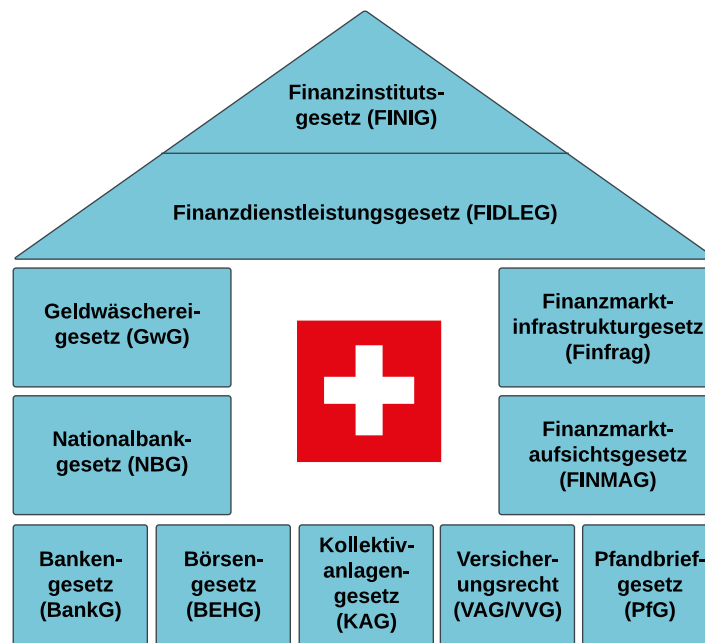 Finanzinstituts-
gesetz (FINIG)
Finanzdienstleistungsgesetz (FIDLEG)
Geldwäscherei-
gesetz (GwG)
Finanzmarkt-
infrastrukturgesetz
(Finfrag)
Nationalbank-
gesetz (NBG)
Finanzmarkt-
aufsichtsgesetz
(FINMAG)
Banken-
gesetz
(BankG)
Börsen-
gesetz
(BEHG)
Kollektiv-
anlagen-
gesetz
(KAG)
Versicher-
ungsrecht
(VAG/VVG)
Pfandbrief-
gesetz
(PfG)